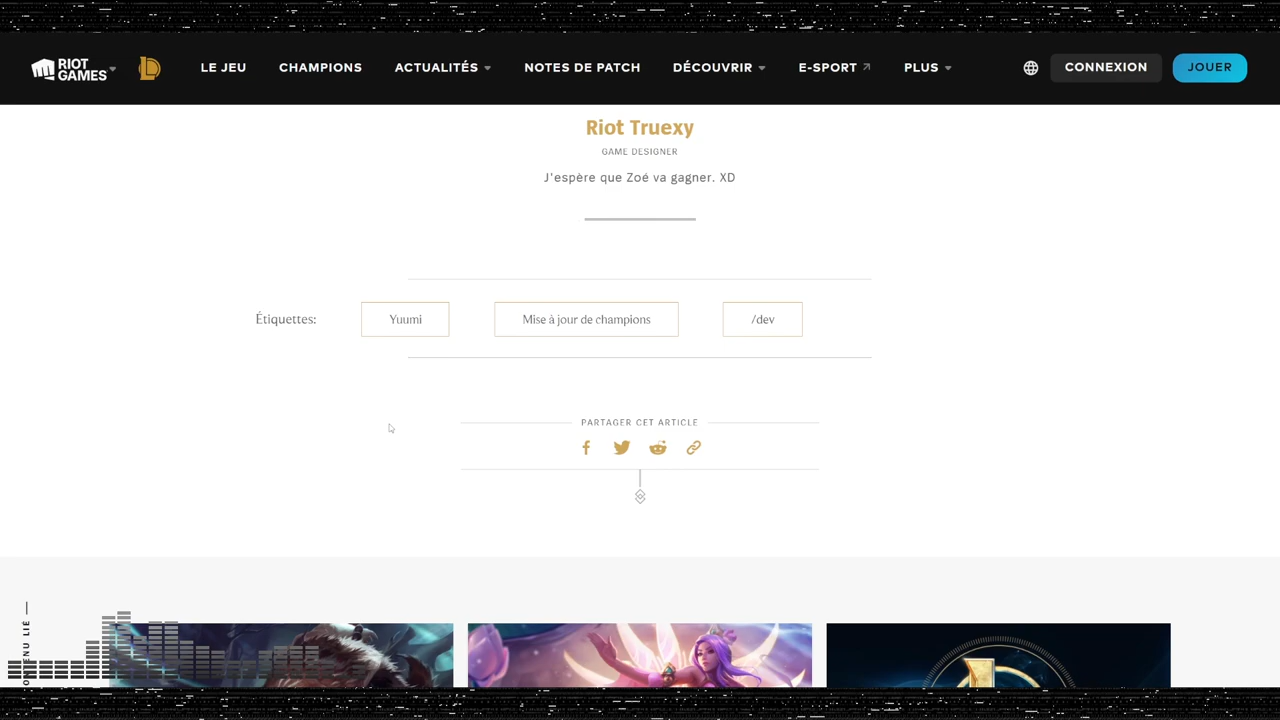 RIOT GAMES
LE JEU CHAMPIONS ACTUALITÉS NOTES DE PATCH DÉCOUVRIR E-SPORT PLUS CONNEXION JOUER
Riot Truexy
GAME DESIGNER
J'espère que Zoé va gagner. XD
Étiquettes: Yuumi Mise à jour de champions /dev
PARTAGER CET ARTICLE